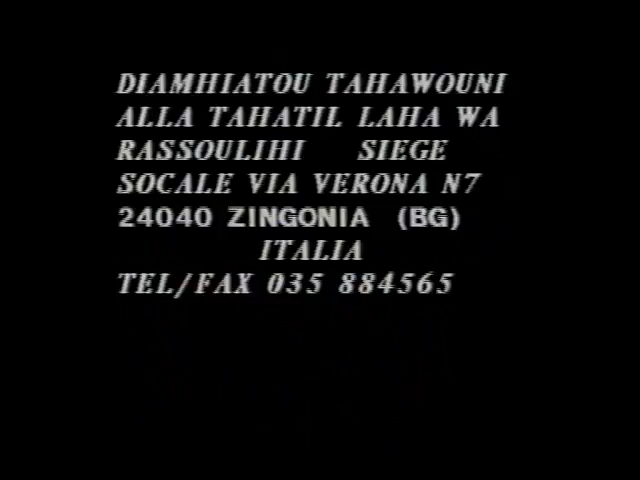 DIAMHIATOU TAHAWOUNI
ALLA TAHATIL LAHA WA
RASSOULIHI SIEGE
SOCALE VIA VERONA N7
24040 ZINGONIA (BG)
ITALIA
TEL/FAX 035 884565